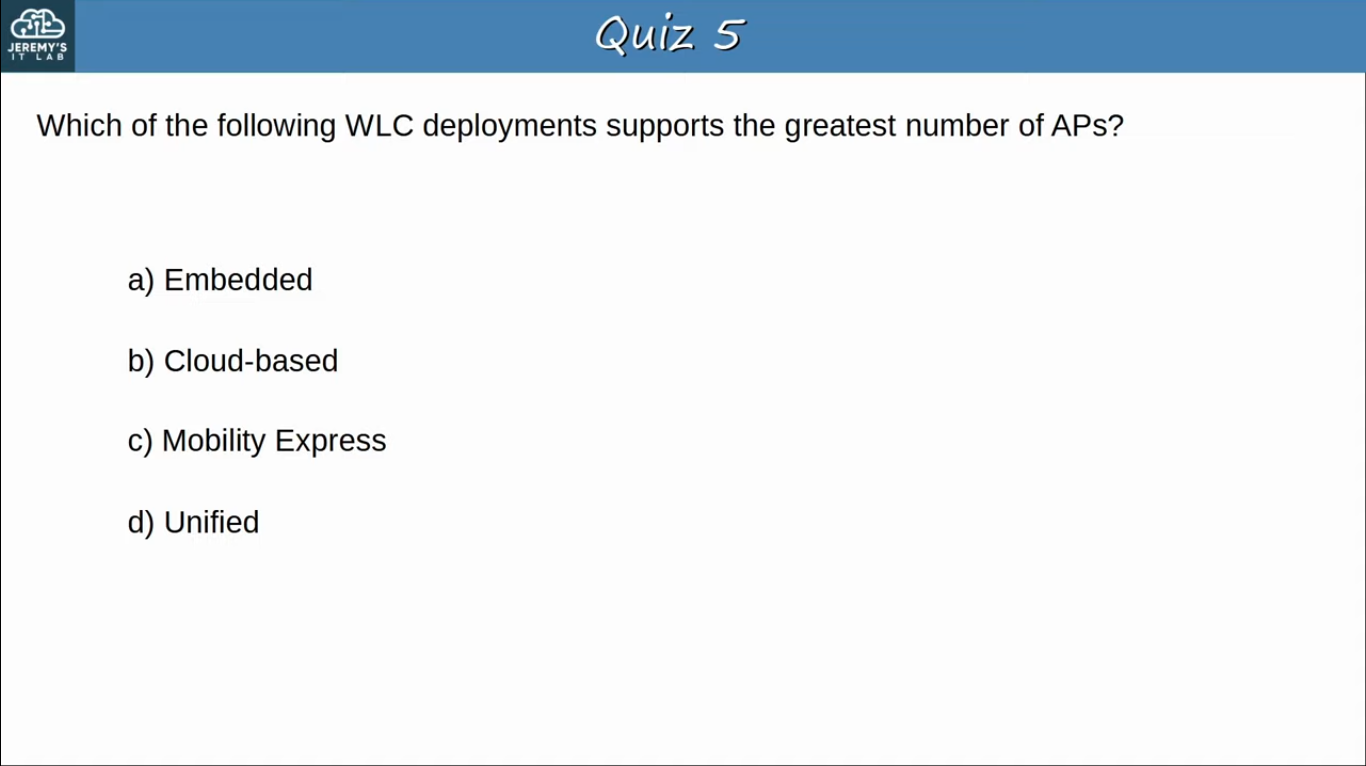 JEREMY'S
IT LAB
Quiz 5
Which of the following WLC deployments supports the greatest number of APs?
a) Embedded
b) Cloud-based
c) Mobility Express
d) Unified